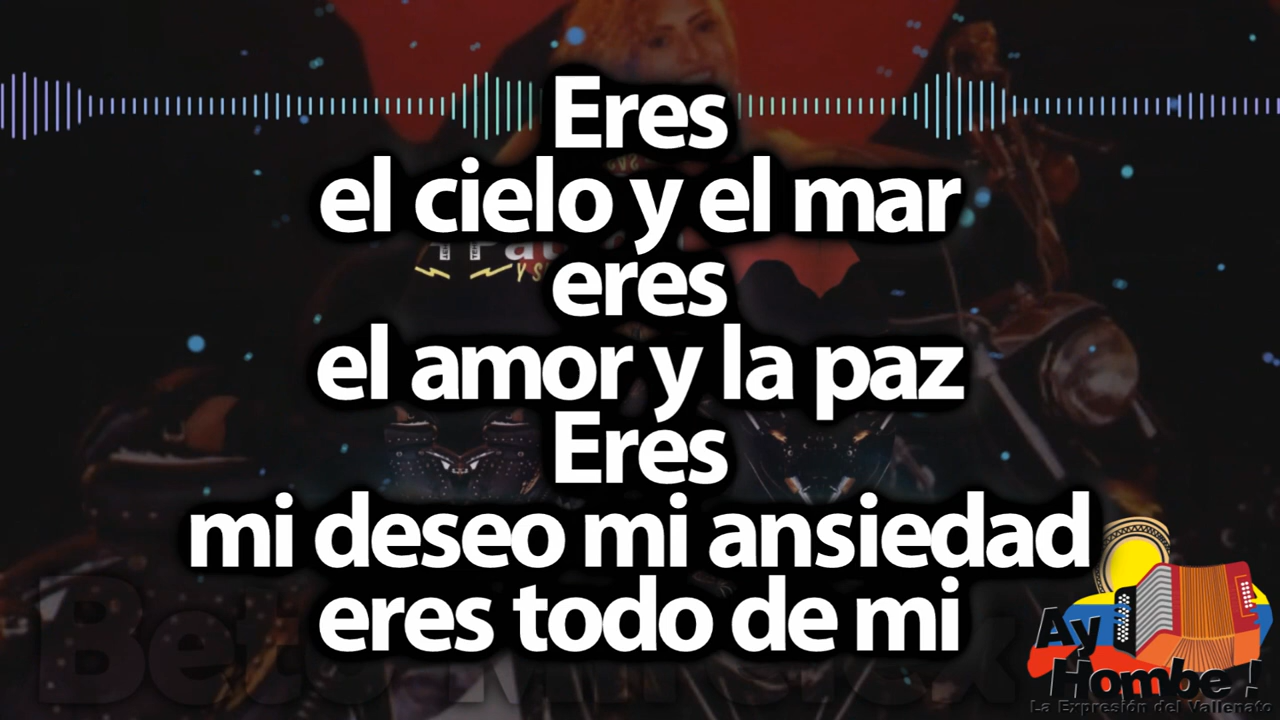 Eres
el cielo y el mar
eres
el amor y la paz
Eres
mi deseo mi ansiedad
eres todo de mi
Ay
Hombe !
La Expresión del Vallenato